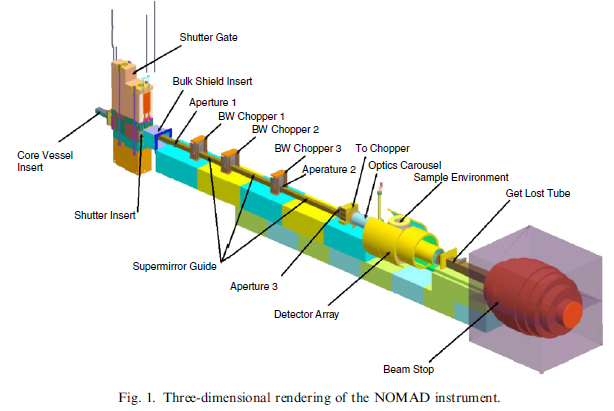 Shutter Gate
Bulk Shield Insert
Aperture 1
BW Chopper 1
BW Chopper 2
BW Chopper 3
To Chopper
Aperature 2
Optics Carousel
Sample Environment
Get Lost Tube
Core Vessel
Insert
Shutter Insert
Supermirror Guide
Aperture 3
Detector Array
Beam Stop
Fig. 1. Three-dimensional rendering of the NOMAD instrument.